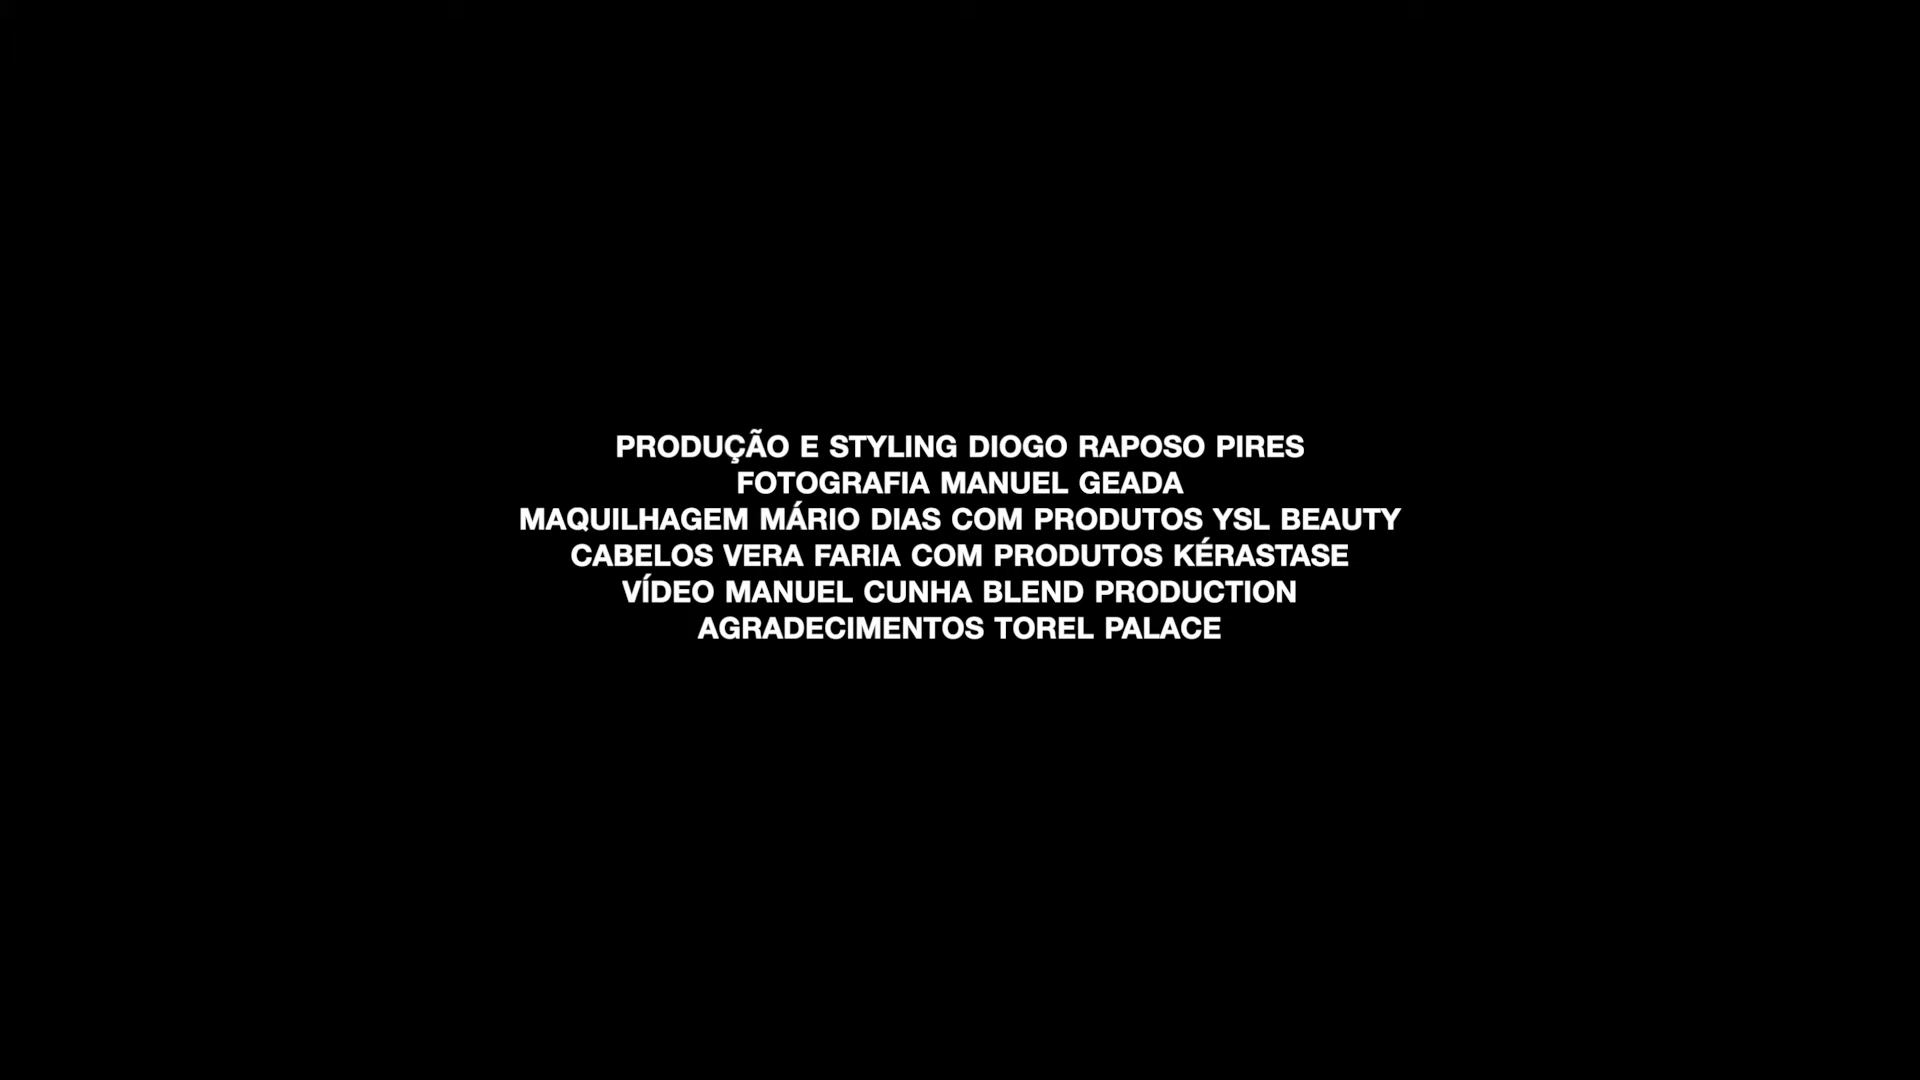 PRODUÇÃO E STYLING DIOGO RAPOSO PIRES
FOTOGRAFIA MANUEL GEADA
MAQUILHAGEM MÁRIO DIAS COM PRODUTOS YSL BEAUTY
CABELOS VERA FARIA COM PRODUTOS KÉRASTASE
VÍDEO MANUEL CUNHA BLEND PRODUCTION
AGRADECIMENTOS TOREL PALACE